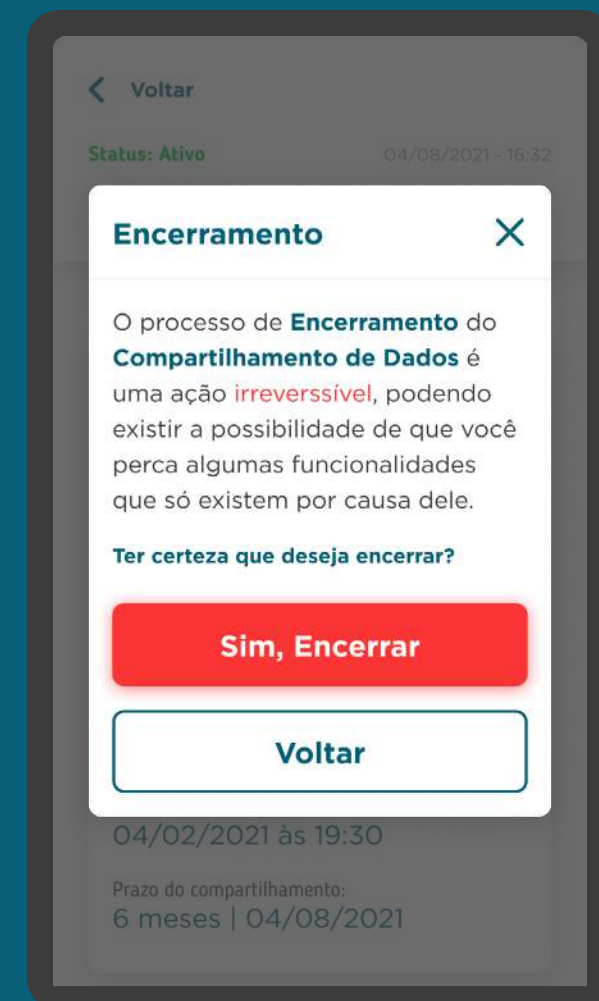 Voltar
Status: Ativo 04/08/2021 - 16:32
Encerramento
O processo de Encerramento do
Compartilhamento de Dados é
uma ação irreverssível, podendo
existir a possibilidade de que você
perca algumas funcionalidades
que só existem por causa dele.
Ter certeza que deseja encerrar?
Sim, Encerrar
Voltar
04/02/2021 às 19:30
Prazo do compartilhamento:
6 meses | 04/08/2021